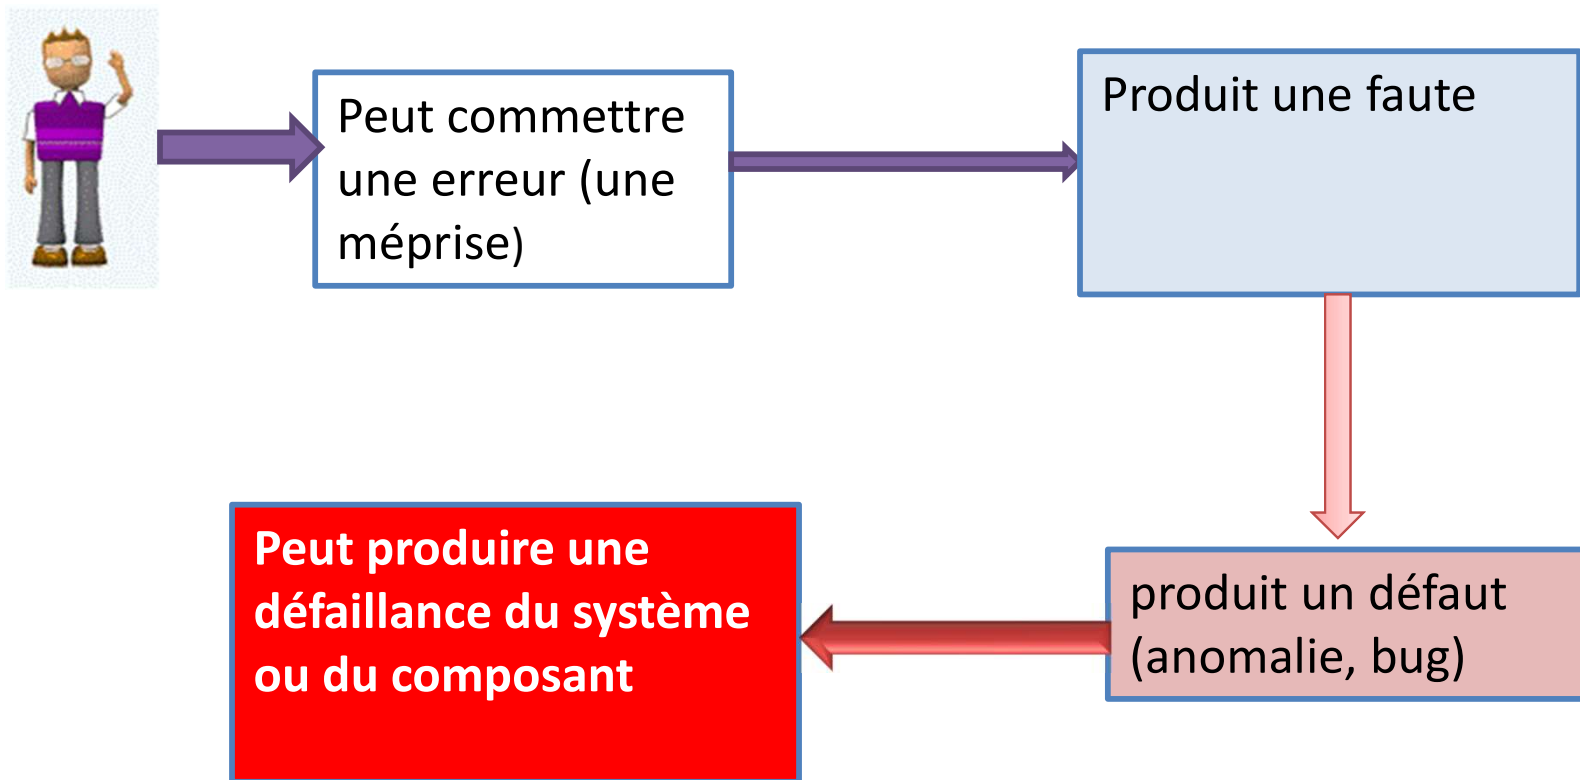 Peut commettre
une erreur (une
méprise)
Produit une faute
produit un défaut
(anomalie, bug)
Peut produire une
défaillance du système
ou du composant